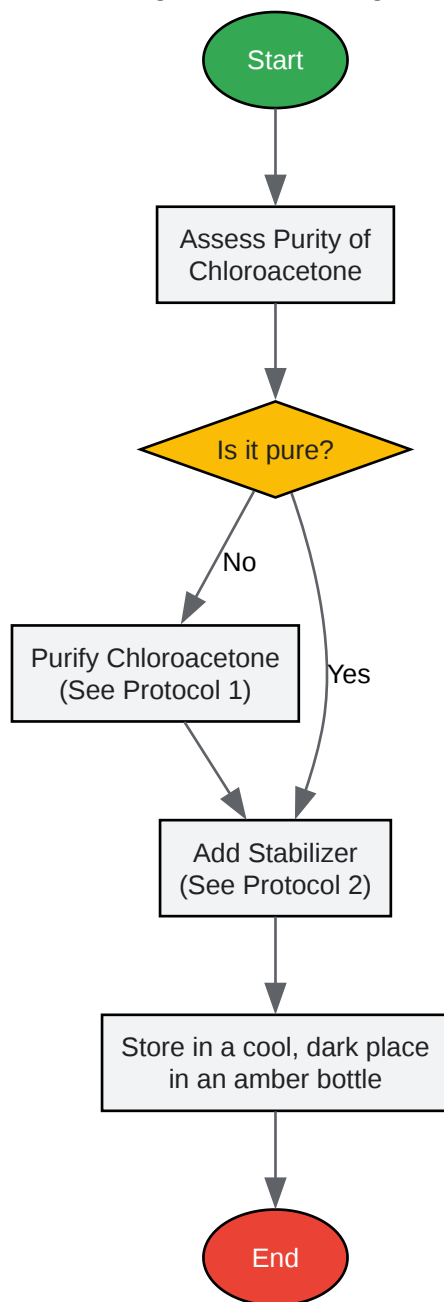 Start
Assess Purity of
Chloroacetone
Is it pure?
No
Purify Chloroacetone
(See Protocol 1)
Yes
Add Stabilizer
(See Protocol 2)
Store in a cool, dark place
in an amber bottle
End